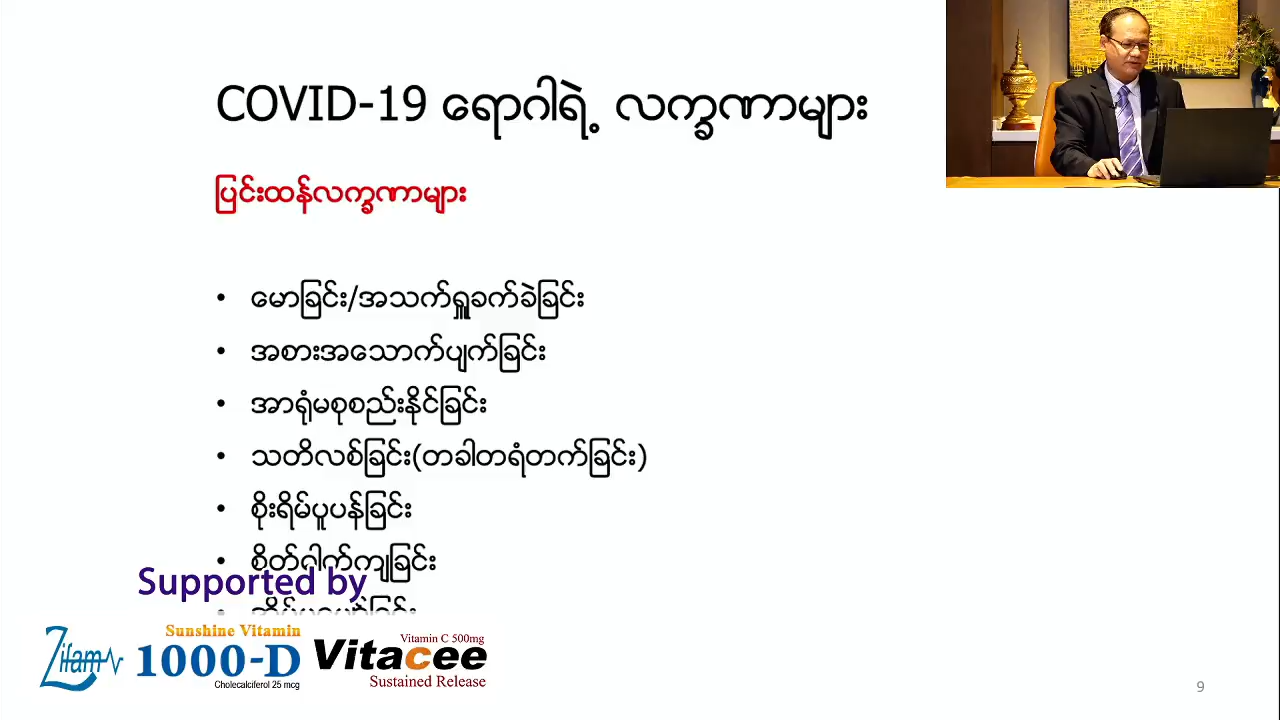 COVID-19 ရောဂါရဲ့ လက္ခဏာများ
ပြင်းထန်လက္ခဏာများ
• မောခြင်း/အသက်ရှူခက်ခဲခြင်း
• အစားအသောက်ပျက်ခြင်း
• အာရုံမစုစည်းနိုင်ခြင်း
• သတိလစ်ခြင်း(တခါတရံတက်ခြင်း)
• စိုးရိမ်ပူပန်ခြင်း
• စိတ်ဂါက်ကျခြင်း
Supported by
Zifam
Sunshine Vitamin
1000-D
Cholecalciferol 25 mcg
Vitamin C 500mg
Vitacee
Sustained Release
9